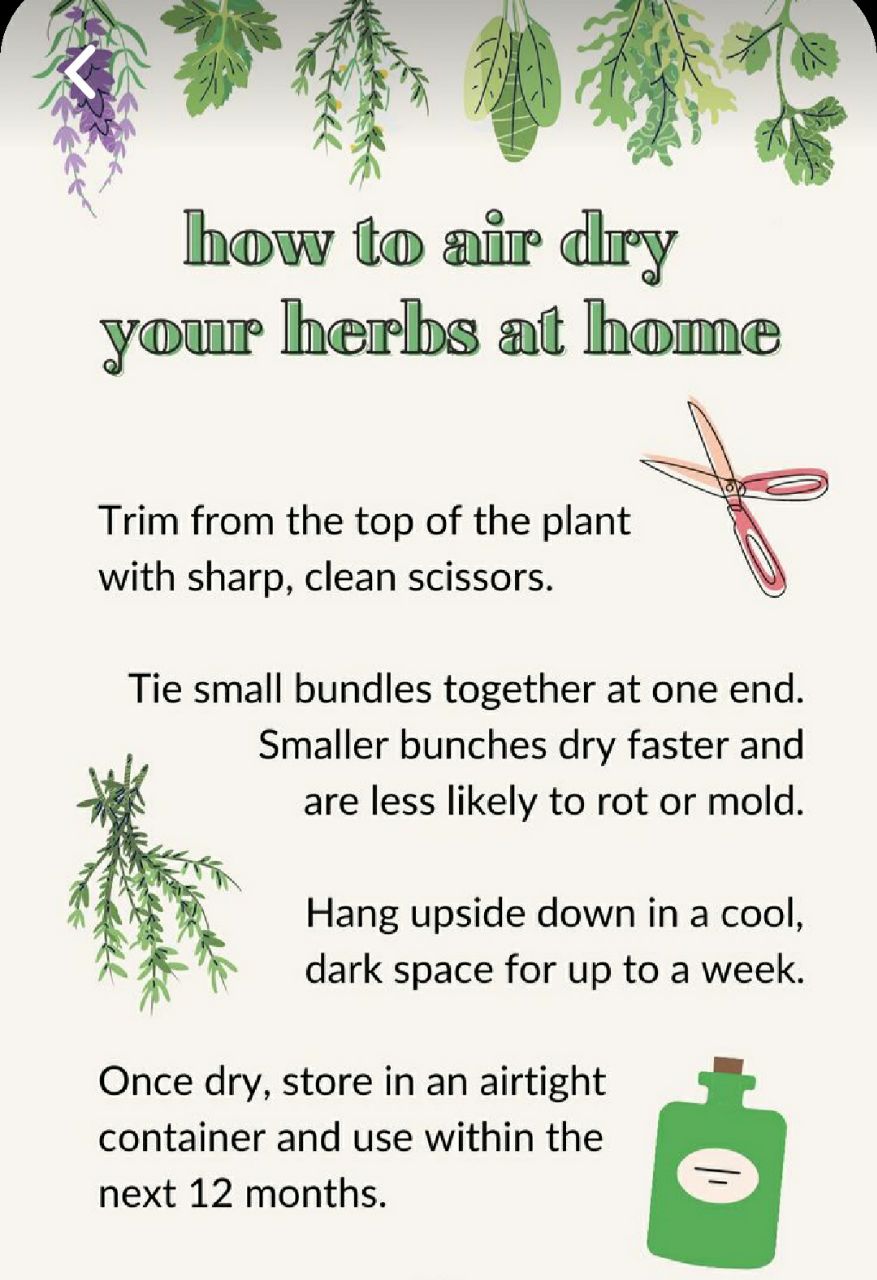 how to air dry
your herbs at home
Trim from the top of the plant
with sharp, clean scissors.
Tie small bundles together at one end.
Smaller bunches dry faster and
are less likely to rot or mold.
Hang upside down in a cool,
dark space for up to a week.
Once dry, store in an airtight
container and use within the
next 12 months.